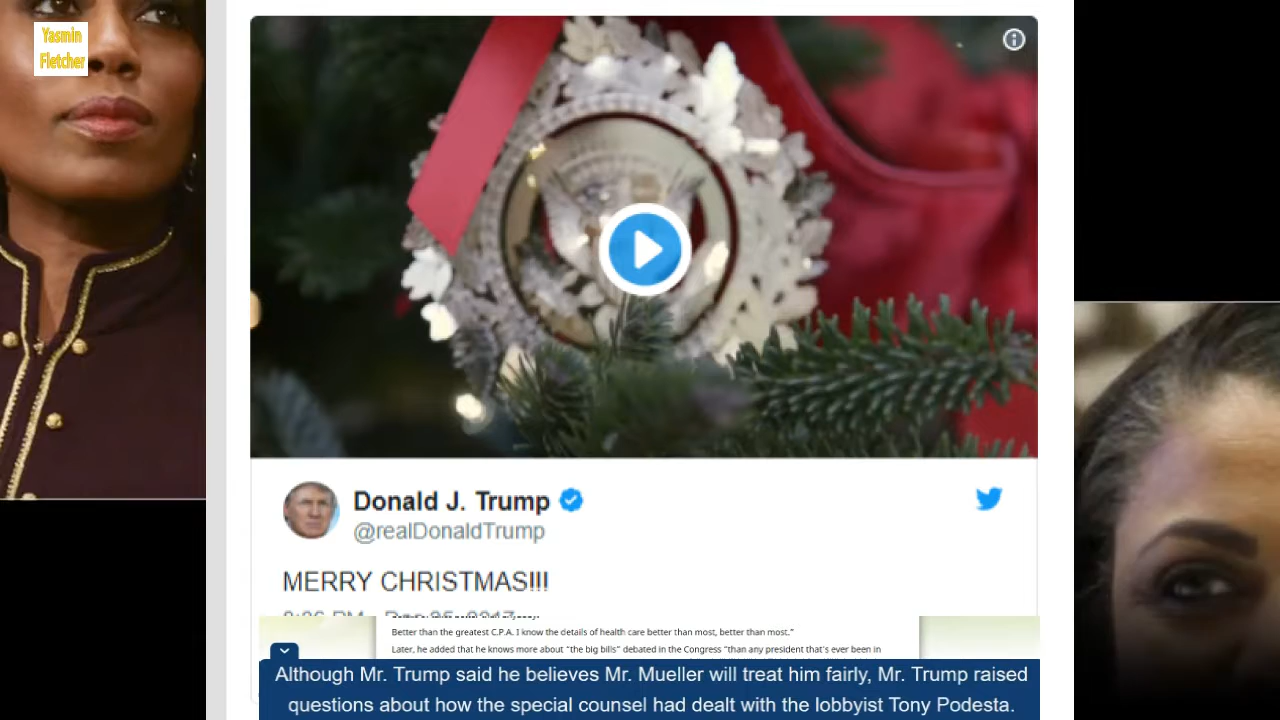 Yasmin
Fletcher
Donald J. Trump
@realDonaldTrump
MERRY CHRISTMAS!!!
Better than the greatest C.P.A. I know the details of health care better than most, better than most."
Later, he added that he knows more about "the big bills" debated in the Congress "than any president that's ever been in
Although Mr. Trump said he believes Mr. Mueller will treat him fairly, Mr. Trump raised
questions about how the special counsel had dealt with the lobbyist Tony Podesta.